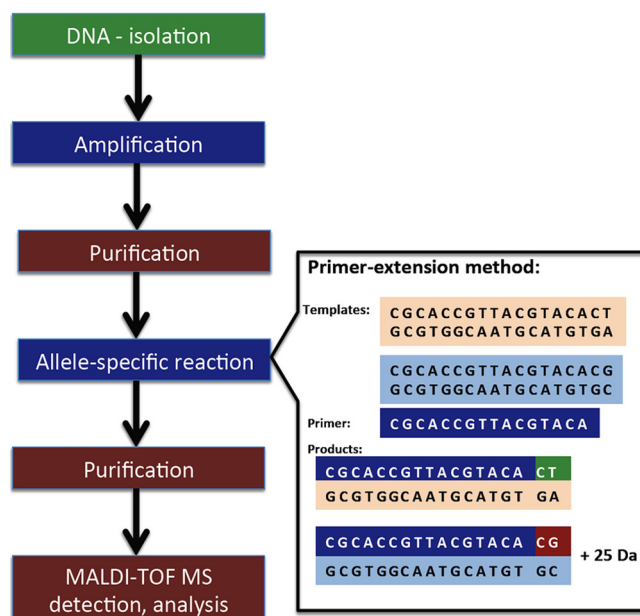 DNA - isolation
Amplification
Purification
Allele-specific reaction
Purification
MALDI-TOF MS
detection, analysis
Primer-extension method:
Templates:
CGCACCGTTACGTACACT
GCGTGGCAATGCATGTGA
CGCACCGTTACGTACACG
GCGTGGCAATGCATGTGC
Primer:
CGCACCGTTACGTACA
Products:
CGCACCGTTACGTACA CT
GCGTGGCAATGCATGT GA
CGCACCGTTACGTACA CG
GCGTGGCAATGCATGT GC
+ 25 Da